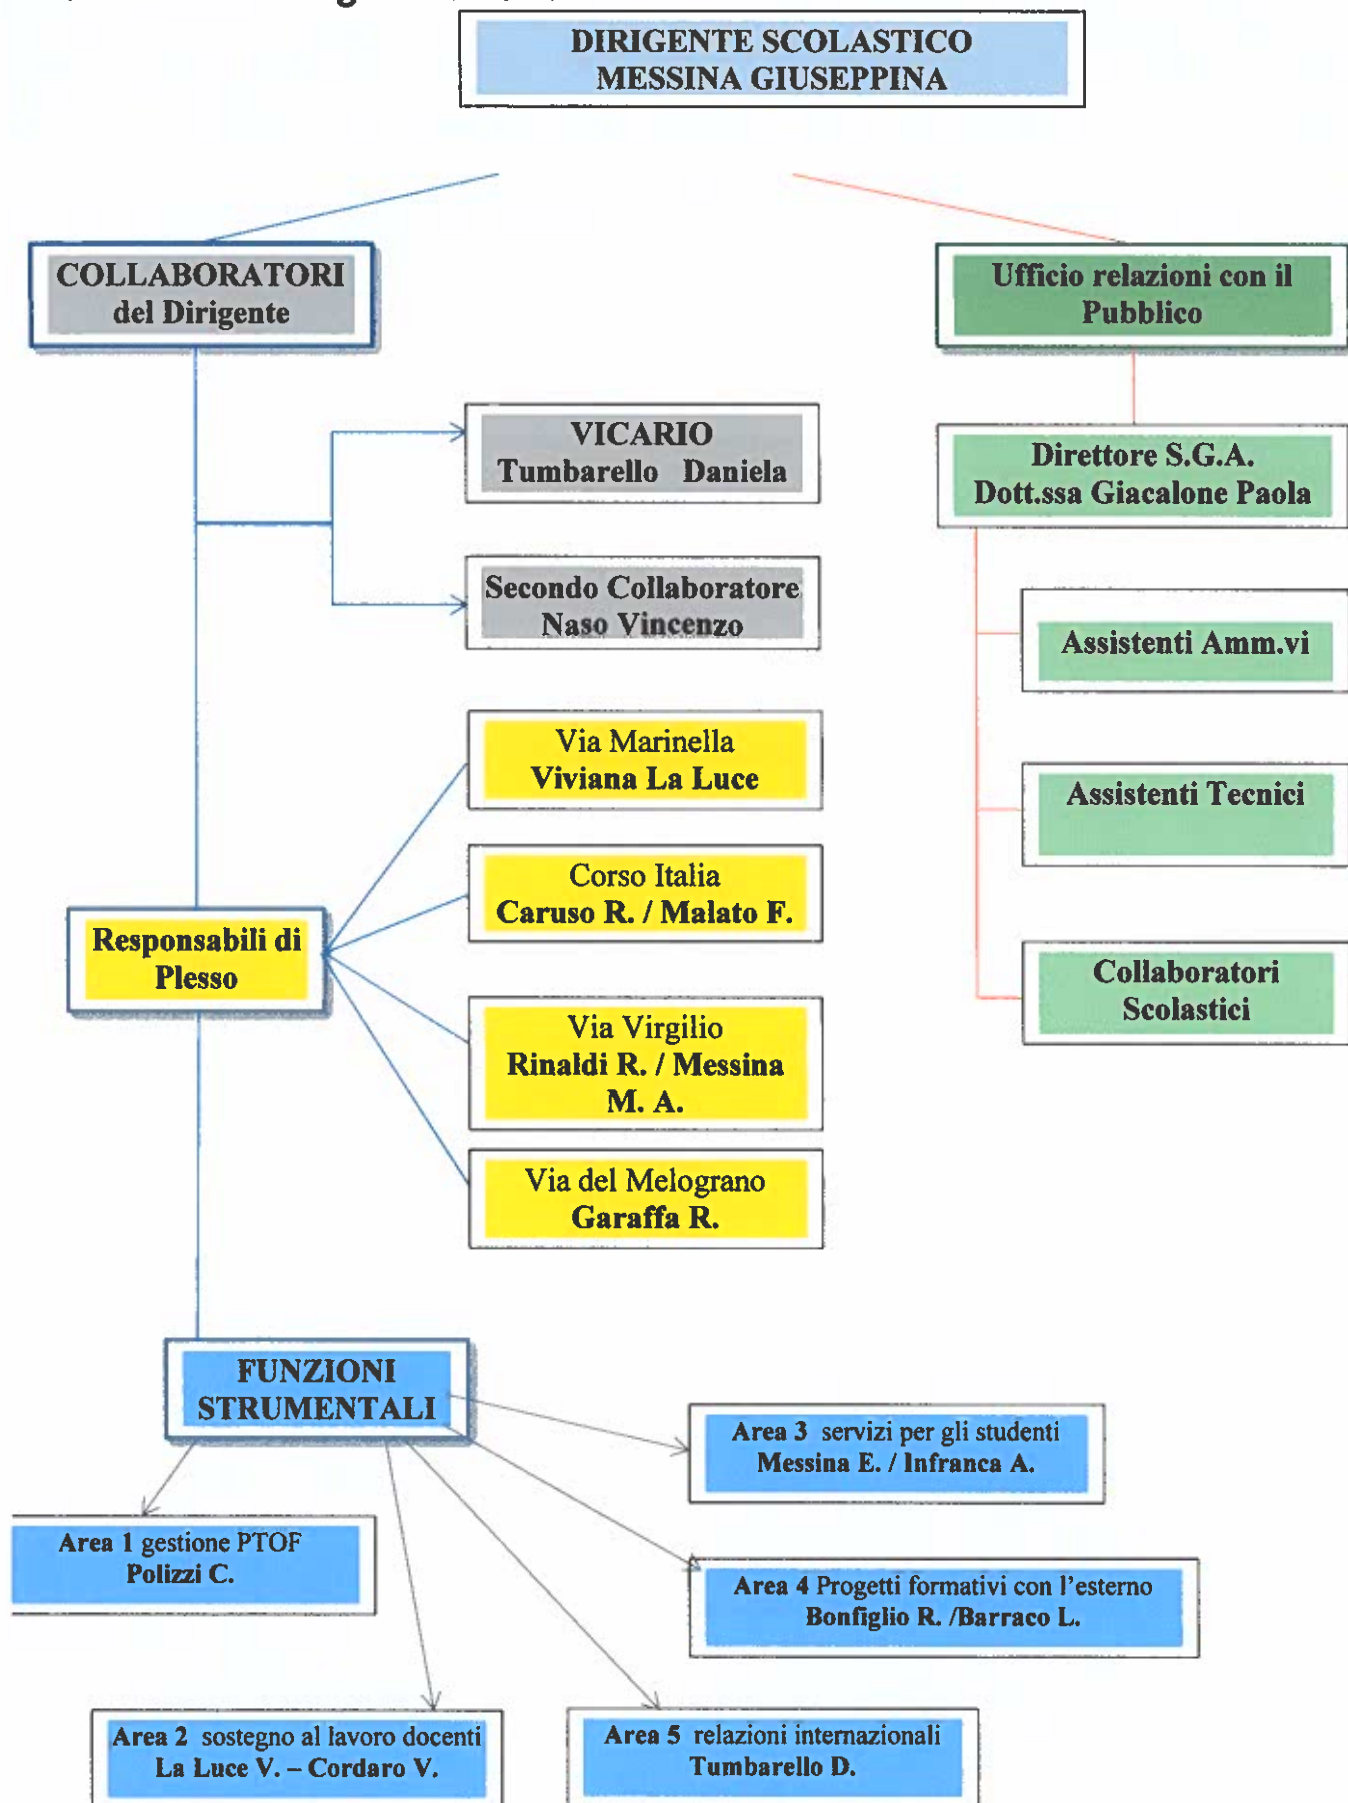 DIRIGENTE SCOLASTICO
MESSINA GIUSEPPINA
COLLABORATORI
del Dirigente
Ufficio relazioni con il
Pubblico
VICARIO
Tumbarello Daniela
Direttore S.G.A.
Dott.ssa Giacalone Paola
Secondo Collaboratore
Naso Vincenzo
Assistenti Amm.vi
Via Marinella
Viviana La Luce
Assistenti Tecnici
Corso Italia
Caruso R. / Malato F.
Responsabili di
Plesso
Collaboratori
Scolastici
Via Virgilio
Rinaldi R. / Messina
M. A.
Via del Melograno
Garaffa R.
FUNZIONI
STRUMENTALI
Area 3 servizi per gli studenti
Messina E. / Infranca A.
Area 1 gestione PTOF
Polizzi C.
Area 4 Progetti formativi con l'esterno
Bonfiglio R. /Barraco L.
Area 2 sostegno al lavoro docenti
La Luce V. – Cordaro V.
Area 5 relazioni internazionali
Tumbarello D.